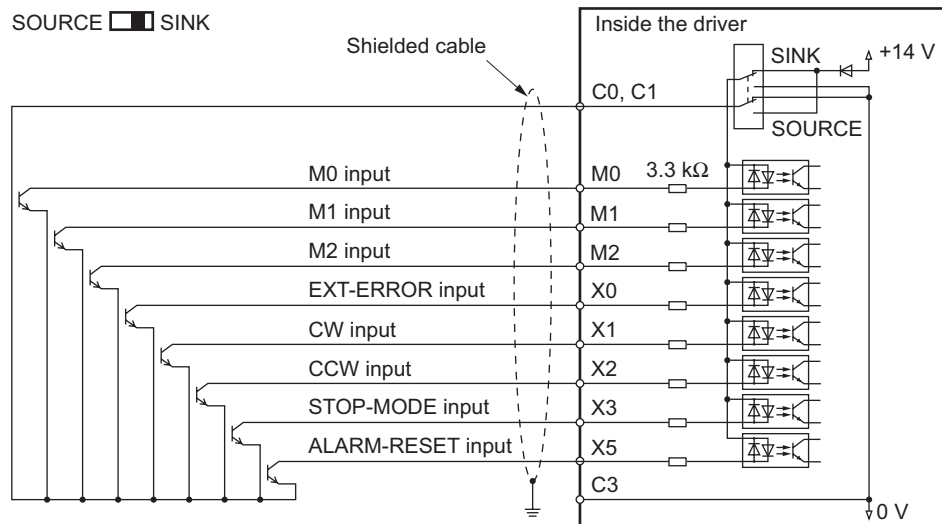 SOURCE SINK
Inside the driver
Shielded cable
SINK
+14 V
C0, C1
SOURCE
M0 input
M0
3.3 kΩ
M1 input
M1
M2 input
M2
EXT-ERROR input
X0
CW input
X1
CCW input
X2
STOP-MODE input
X3
ALARM-RESET input
X5
C3
0 V